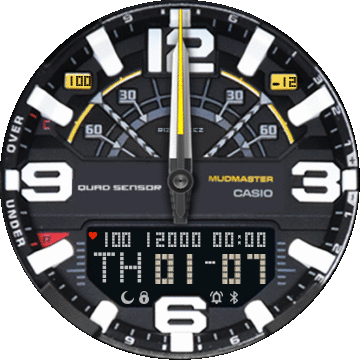 12
100
-12
30
30
60
60
OVER
9
3
QUAD SENSOR
MUDMASTER
CASIO
UNDER
100 12000 00:00
TH 01-07
6